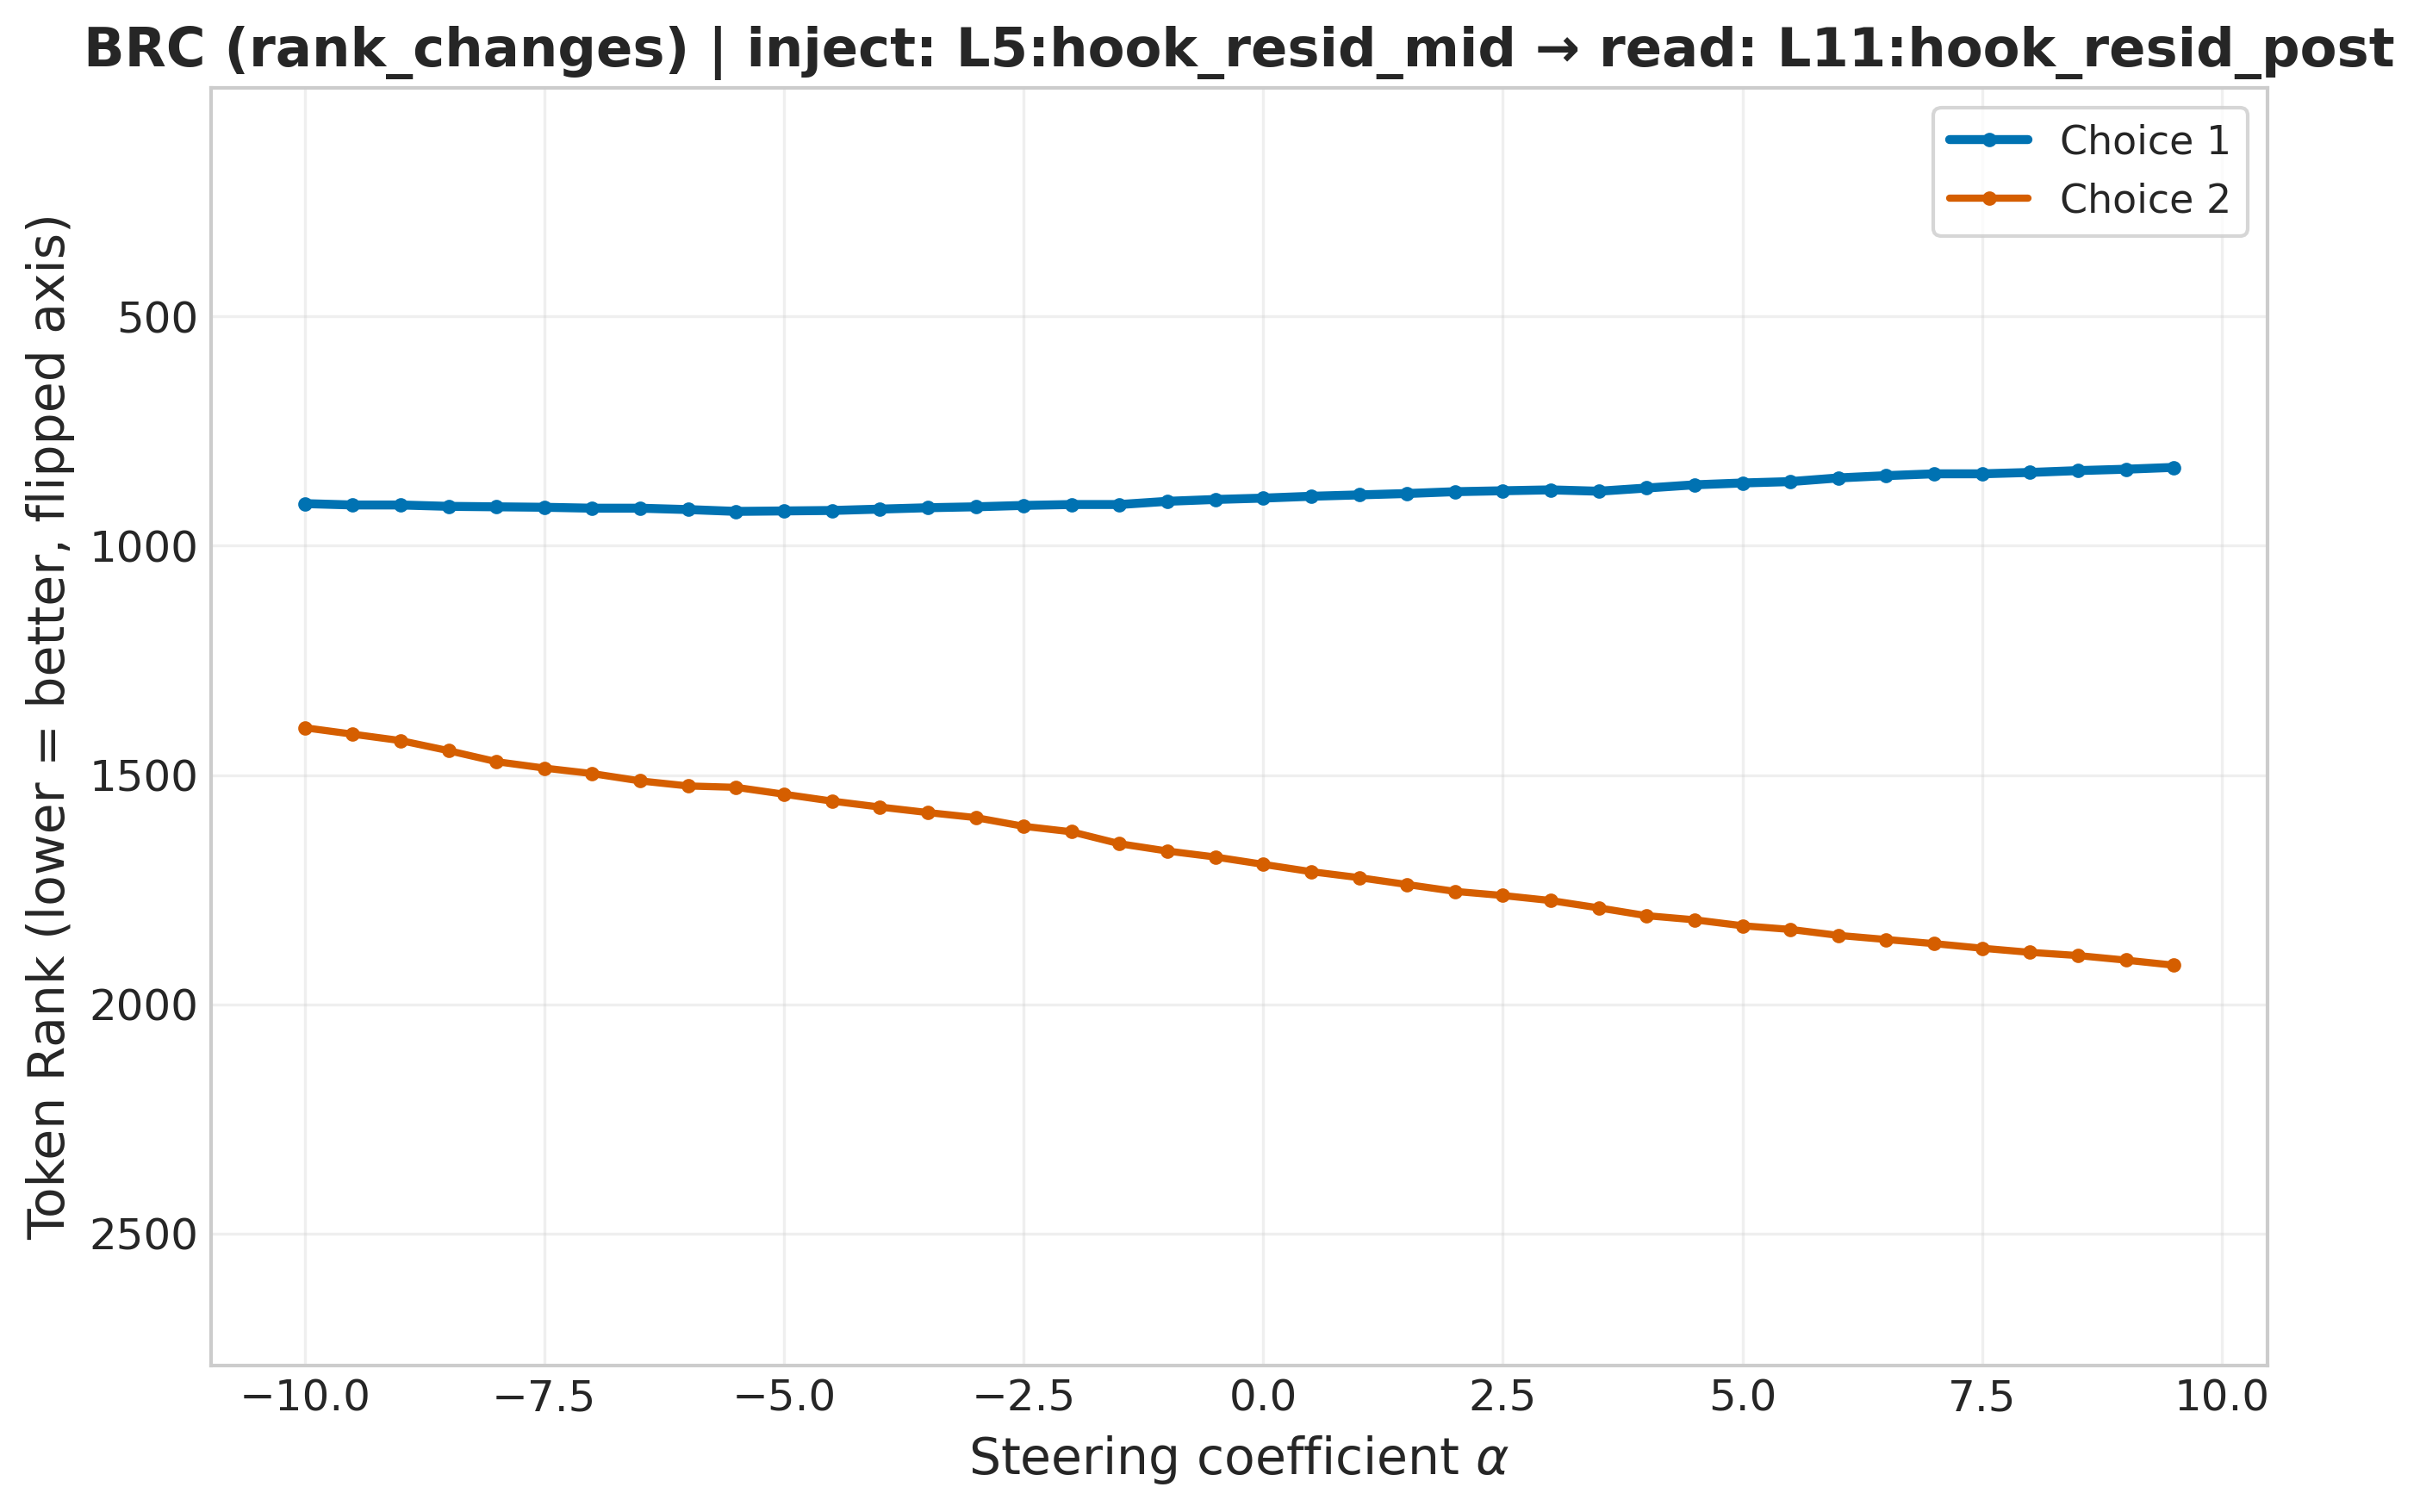 BRC (rank_changes) | inject: L5:hook_resid_mid → read: L11:hook_resid_post
Choice 1
Choice 2
Token Rank (lower = better, flipped axis)
500
1000
1500
2000
2500
−10.0 −7.5 −5.0 −2.5 0.0 2.5 5.0 7.5 10.0
Steering coefficient α